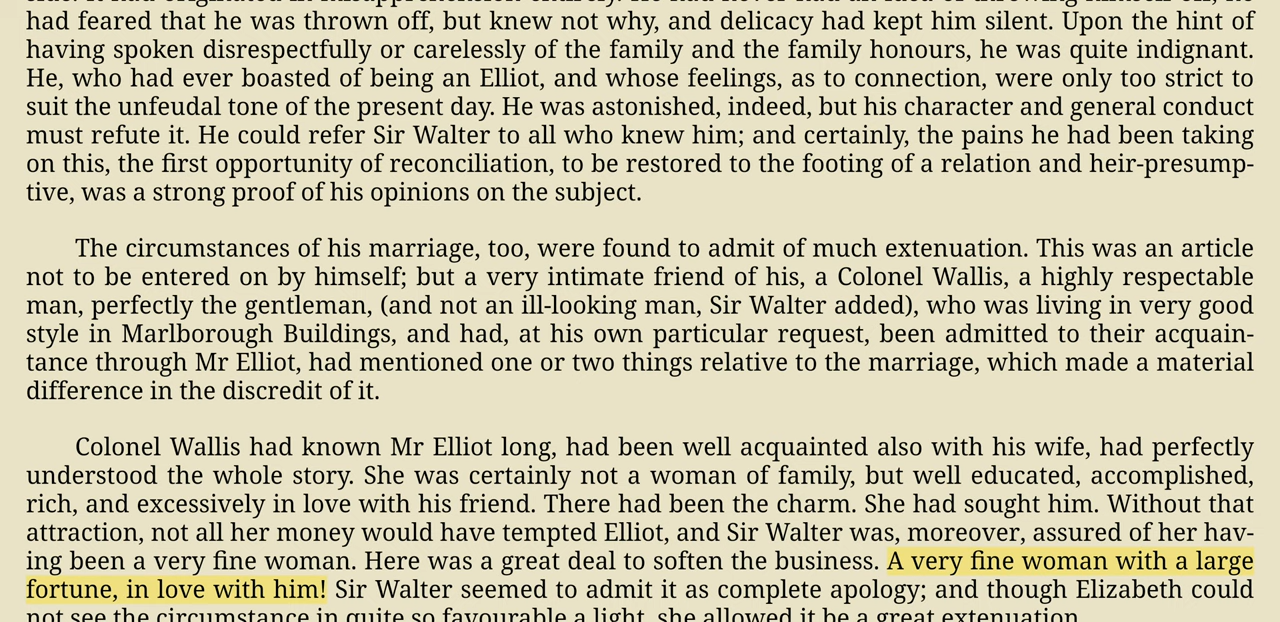 had feared that he was thrown off, but knew not why, and delicacy had kept him silent. Upon the hint of
having spoken disrespectfully or carelessly of the family and the family honours, he was quite indignant.
He, who had ever boasted of being an Elliot, and whose feelings, as to connection, were only too strict to
suit the unfeudal tone of the present day. He was astonished, indeed, but his character and general conduct
must refute it. He could refer Sir Walter to all who knew him; and certainly, the pains he had been taking
on this, the first opportunity of reconciliation, to be restored to the footing of a relation and heir-presump-
tive, was a strong proof of his opinions on the subject.
The circumstances of his marriage, too, were found to admit of much extenuation. This was an article
not to be entered on by himself; but a very intimate friend of his, a Colonel Wallis, a highly respectable
man, perfectly the gentleman, (and not an ill-looking man, Sir Walter added), who was living in very good
style in Marlborough Buildings, and had, at his own particular request, been admitted to their acquain-
tance through Mr Elliot, had mentioned one or two things relative to the marriage, which made a material
difference in the discredit of it.
Colonel Wallis had known Mr Elliot long, had been well acquainted also with his wife, had perfectly
understood the whole story. She was certainly not a woman of family, but well educated, accomplished,
rich, and excessively in love with his friend. There had been the charm. She had sought him. Without that
attraction, not all her money would have tempted Elliot, and Sir Walter was, moreover, assured of her hav-
ing been a very fine woman. Here was a great deal to soften the business. A very fine woman with a large
fortune, in love with him! Sir Walter seemed to admit it as complete apology; and though Elizabeth could
not see the circumstance in quite so favourable a light, she allowed it be a great extenuation.